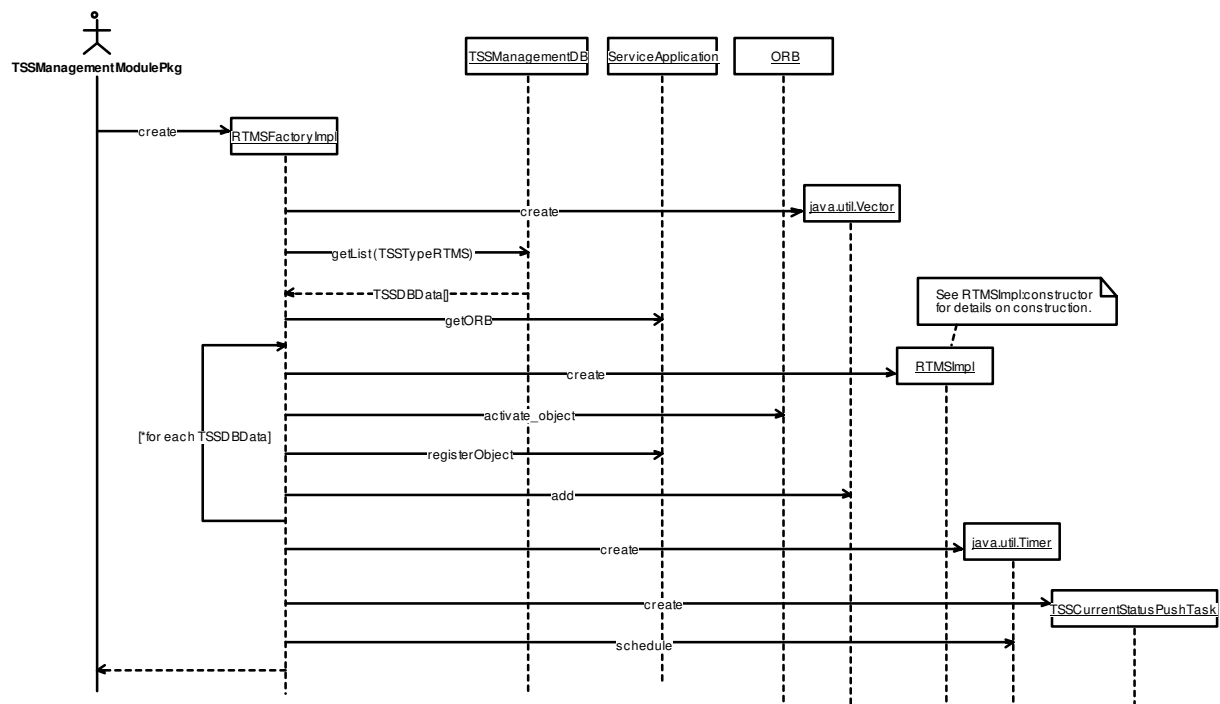 TSSManagementModulePkg
TSSManagementDB
ServiceApplication
ORB
create
RTMSFactoryImpl
create
java.util.Vector
getList(TSSTypeRTMS)
TSSDBData[]
See RTMSImpl:constructor
for details on construction.
getORB
create
RTMSImpl
activate_object
[*for each TSSDBData]
registerObject
add
create
java.util.Timer
create
TSSCurrentStatusPushTask
schedule